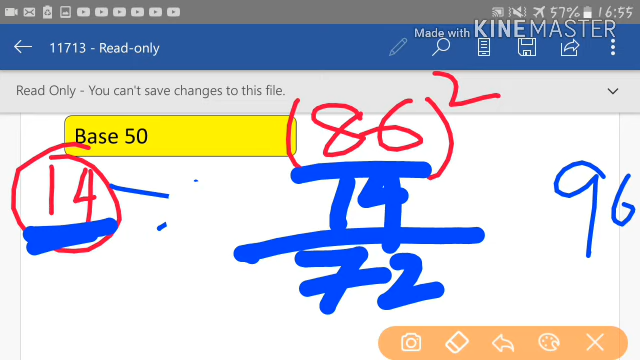 57% 16:55
Made with KINEMASTER
11713 - Read-only
Read Only - You can't save changes to this file.
Base 50
(86)2
14
14
96
72